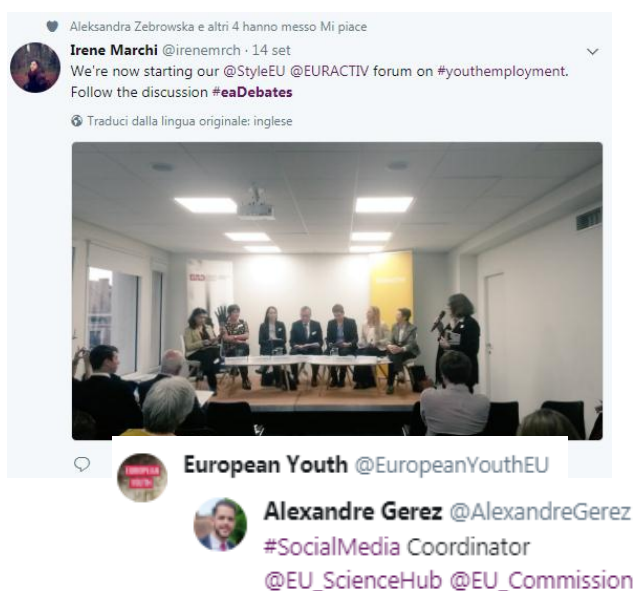 Aleksandra Zebrowska e altri 4 hanno messo Mi piace
Irene Marchi @irenemrch · 14 set
We're now starting our @StyleEU @EURACTIV forum on #youthemployment.
Follow the discussion #eaDebates
Traduci dalla lingua originale: inglese
EUROPEAN
YOUTH
European Youth @EuropeanYouthEU
Alexandre Gerez @AlexandreGerez
#SocialMedia Coordinator
@EU_ScienceHub @EU_Commission